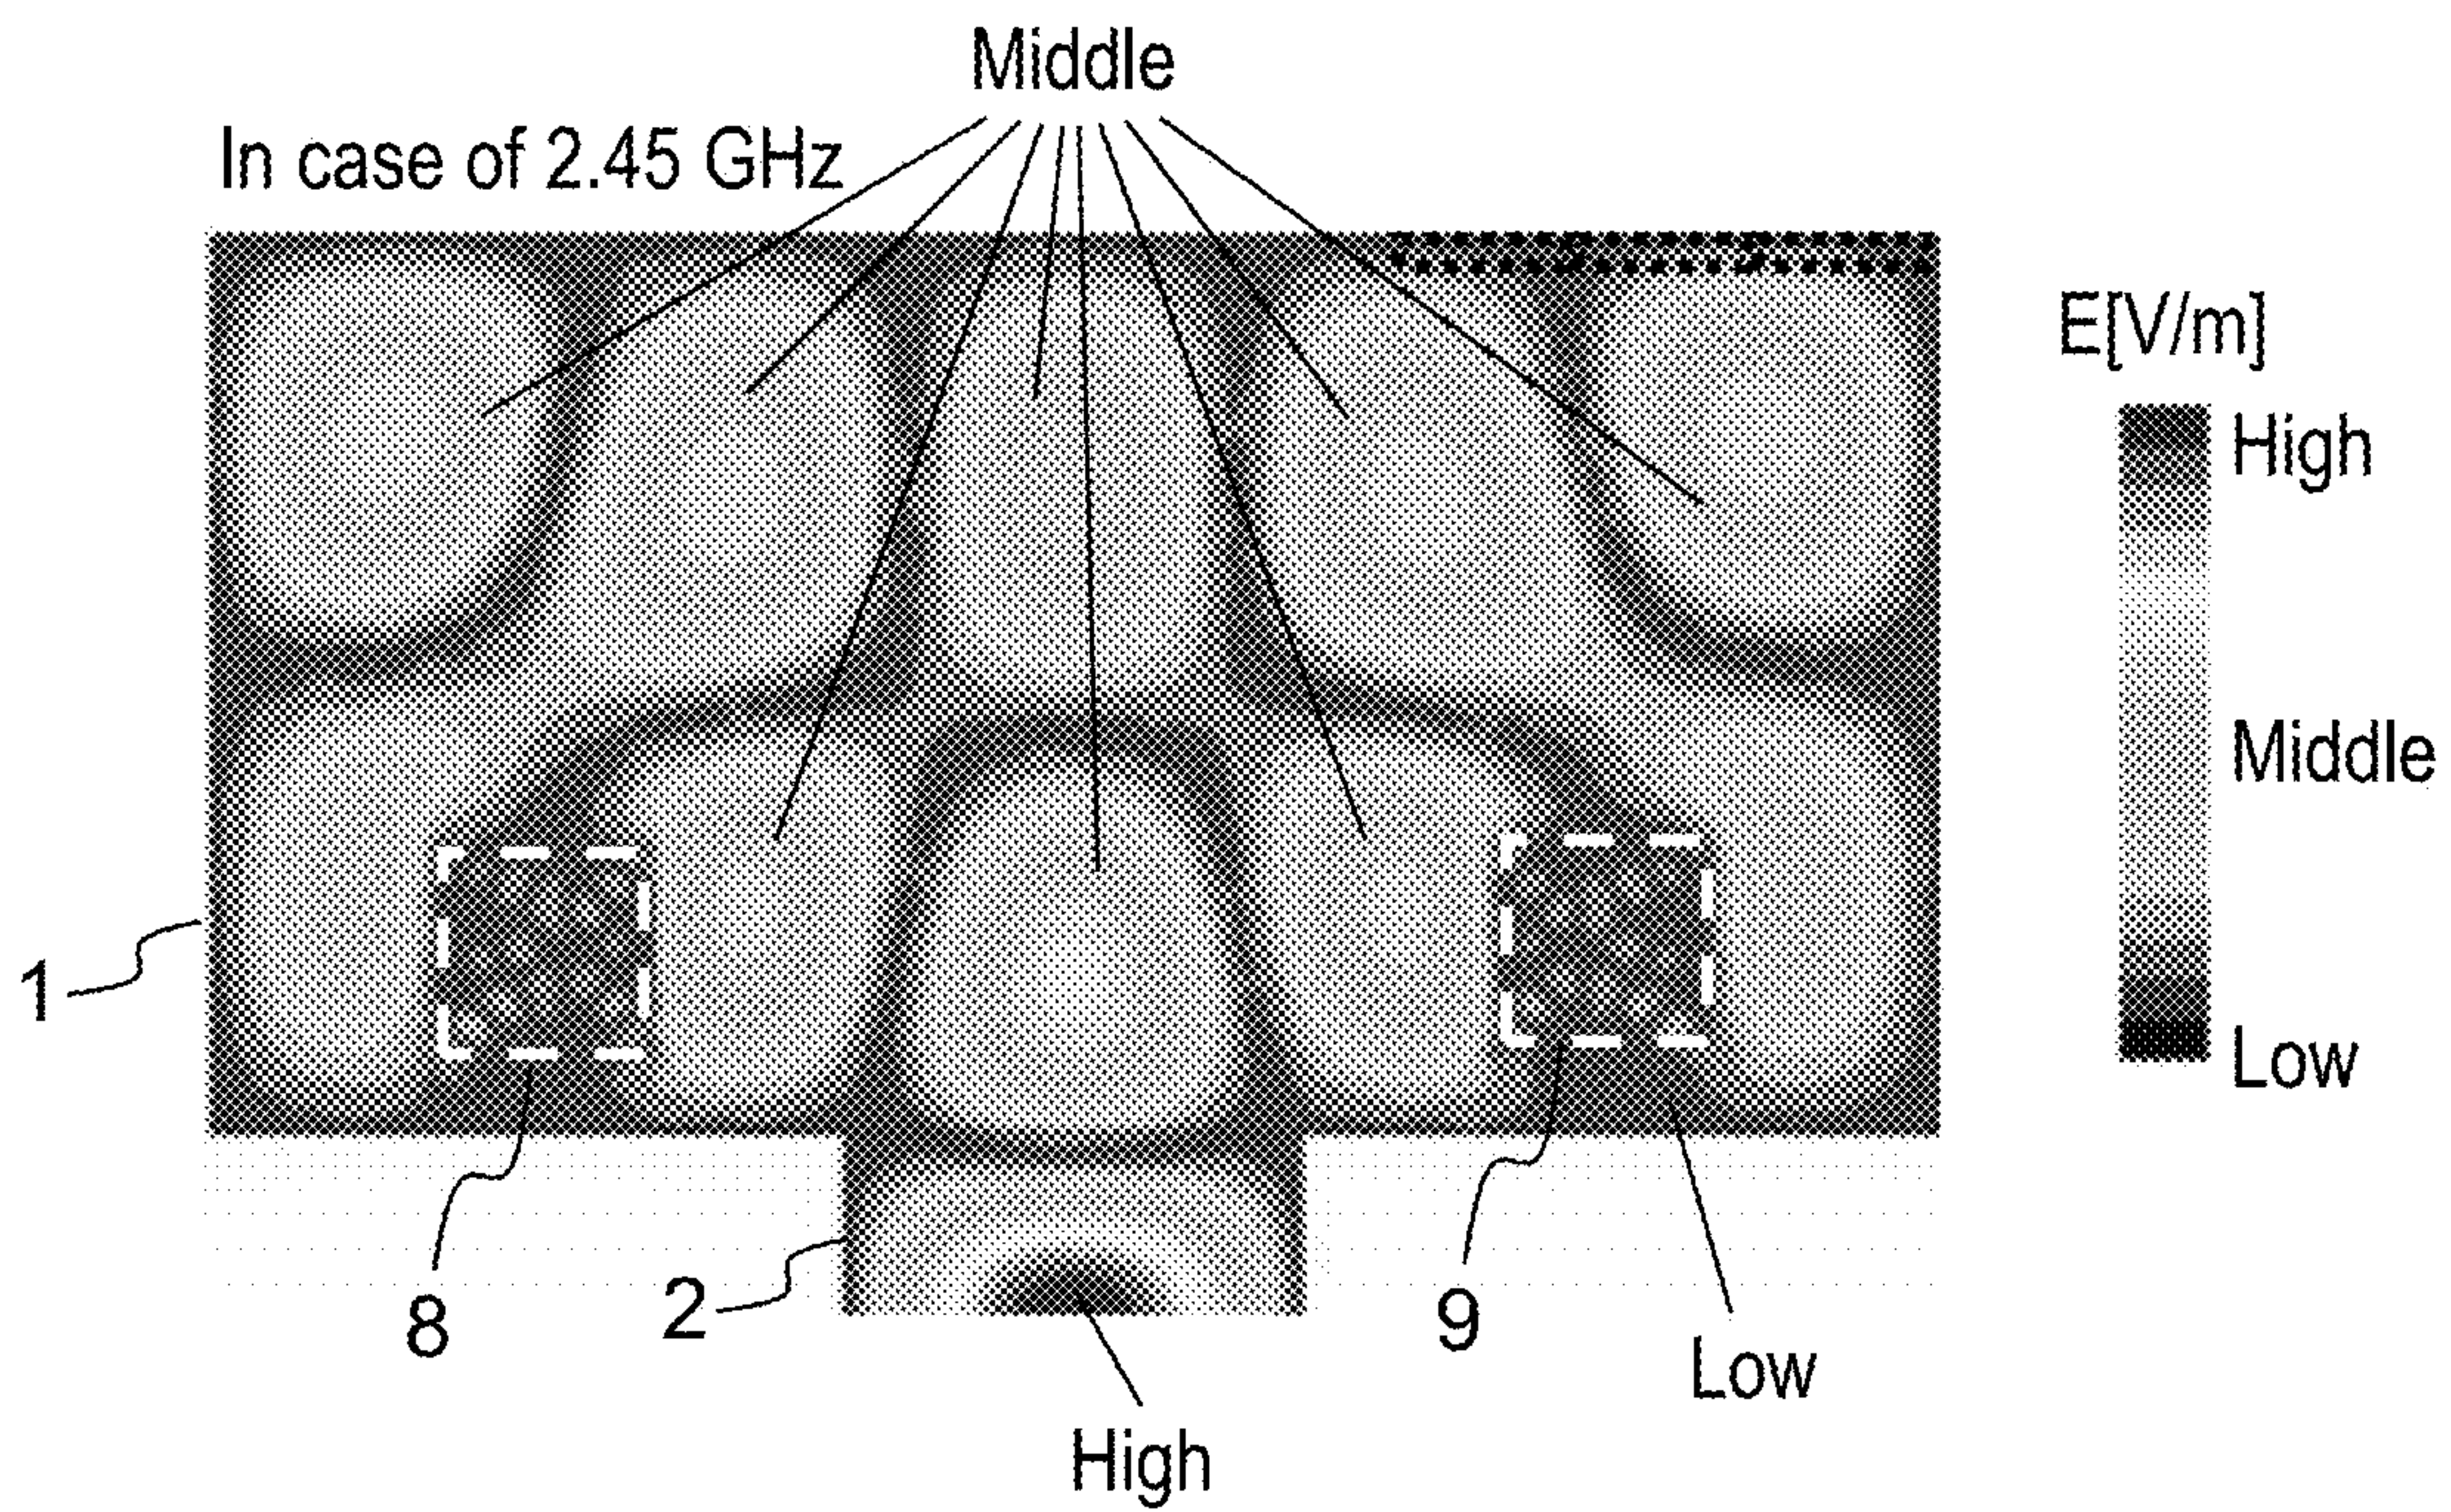 Middle
In case of 2.45 GHz
E[V/m]
High
Middle
Low
1
8
2
9
Low
High